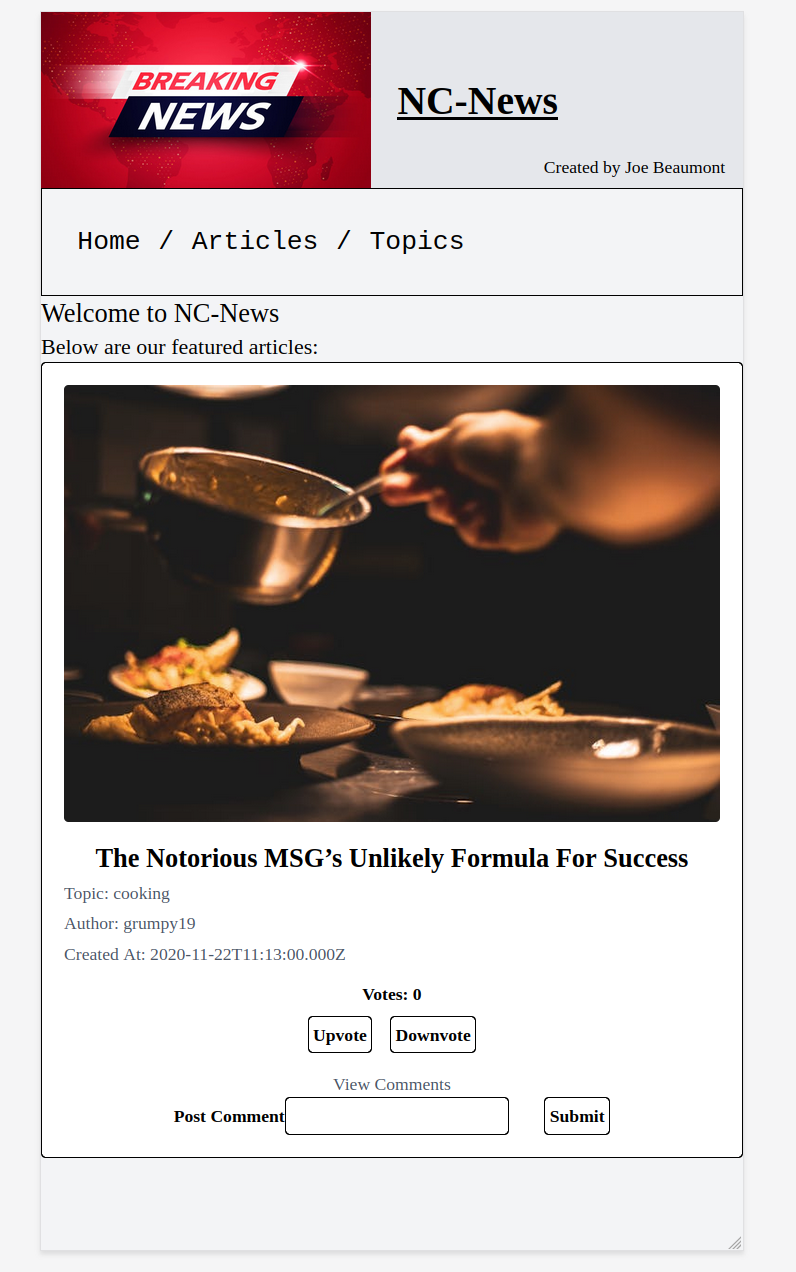 BREAKING
NEWS
NC-News
Created by Joe Beaumont
Home / Articles / Topics
Welcome to NC-News
Below are our featured articles:
The Notorious MSG’s Unlikely Formula For Success
Topic: cooking
Author: grumpy19
Created At: 2020-11-22T11:13:00.000Z
Votes: 0
Upvote Downvote
View Comments
Post Comment Submit